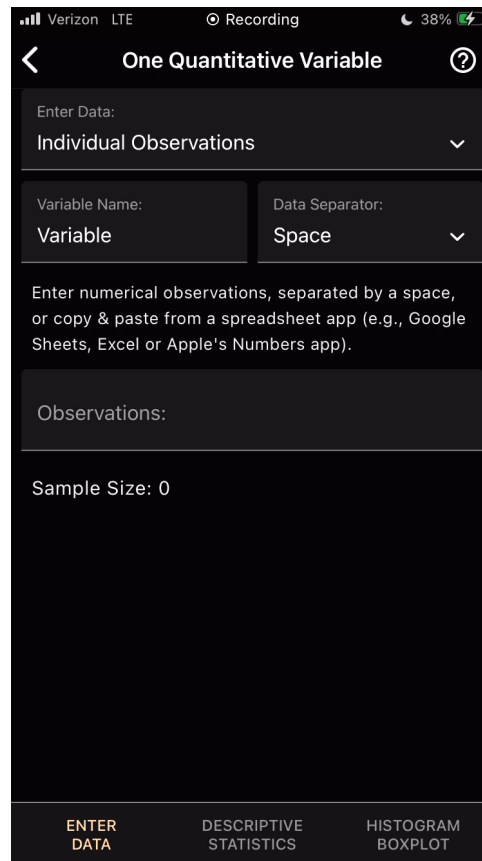 Verizon LTE Recording 38%
One Quantitative Variable ?
Enter Data:
Individual Observations
Variable Name: Data Separator:
Variable Space
Enter numerical observations, separated by a space,
or copy & paste from a spreadsheet app (e.g., Google
Sheets, Excel or Apple's Numbers app).
Observations:
Sample Size: 0
ENTER DESCRIPTIVE HISTOGRAM
DATA STATISTICS BOXPLOT